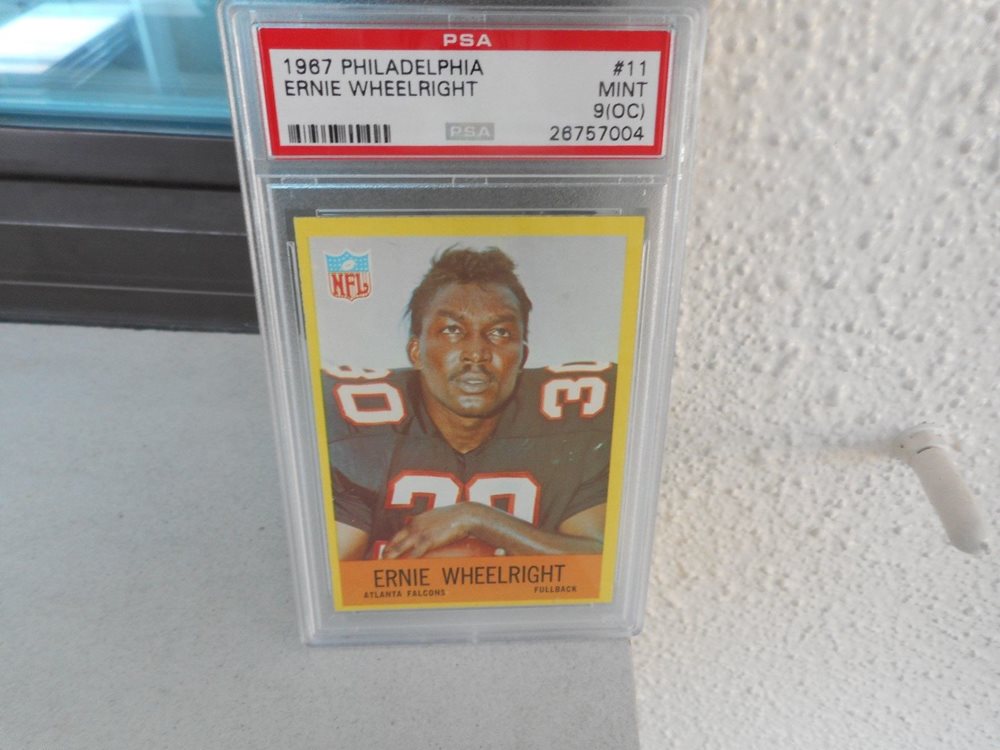 PSA
1967 PHILADELPHIA #11
ERNIE WHEELRIGHT MINT
9(OC)
PSA 26757004
NFL
30 30
30
ERNIE WHEELRIGHT
ATLANTA FALCONS FULLBACK